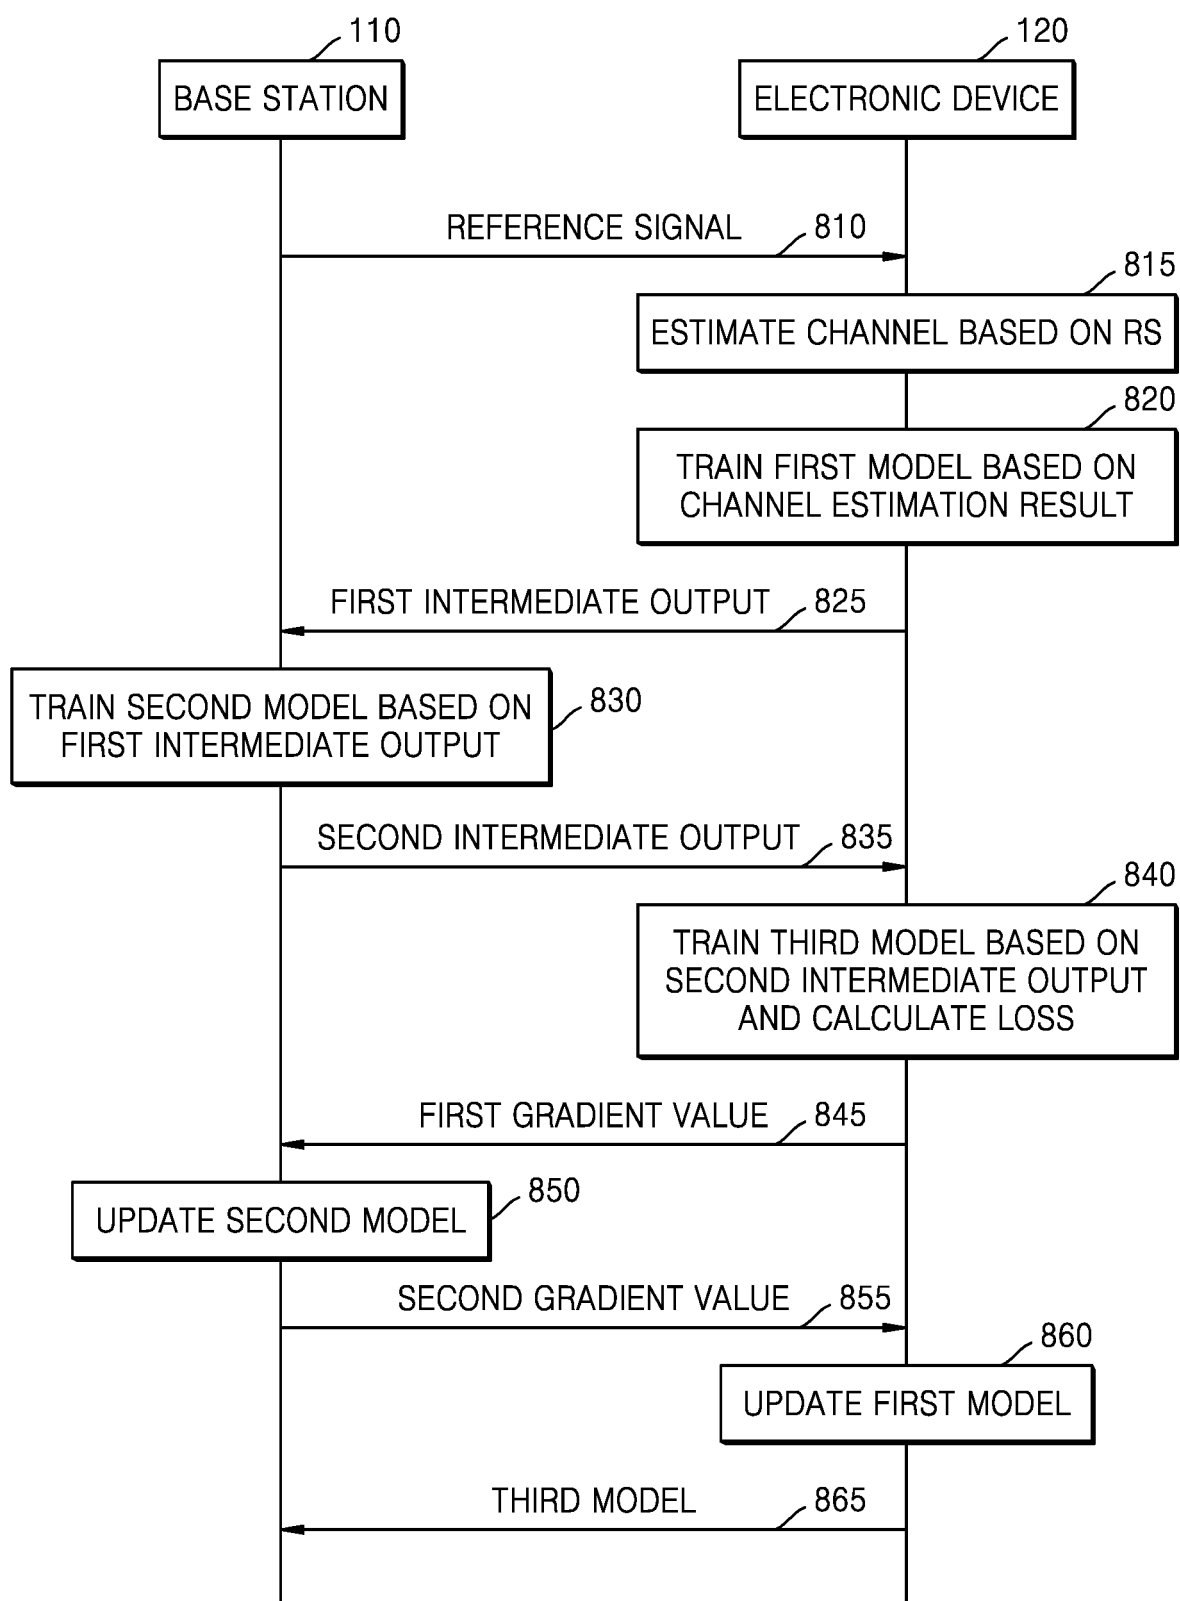 110
120
BASE STATION
ELECTRONIC DEVICE
REFERENCE SIGNAL
810
815
ESTIMATE CHANNEL BASED ON RS
820
TRAIN FIRST MODEL BASED ON
CHANNEL ESTIMATION RESULT
FIRST INTERMEDIATE OUTPUT
825
TRAIN SECOND MODEL BASED ON
FIRST INTERMEDIATE OUTPUT
830
SECOND INTERMEDIATE OUTPUT
835
840
TRAIN THIRD MODEL BASED ON
SECOND INTERMEDIATE OUTPUT
AND CALCULATE LOSS
FIRST GRADIENT VALUE
845
UPDATE SECOND MODEL
850
SECOND GRADIENT VALUE
855
860
UPDATE FIRST MODEL
THIRD MODEL
865